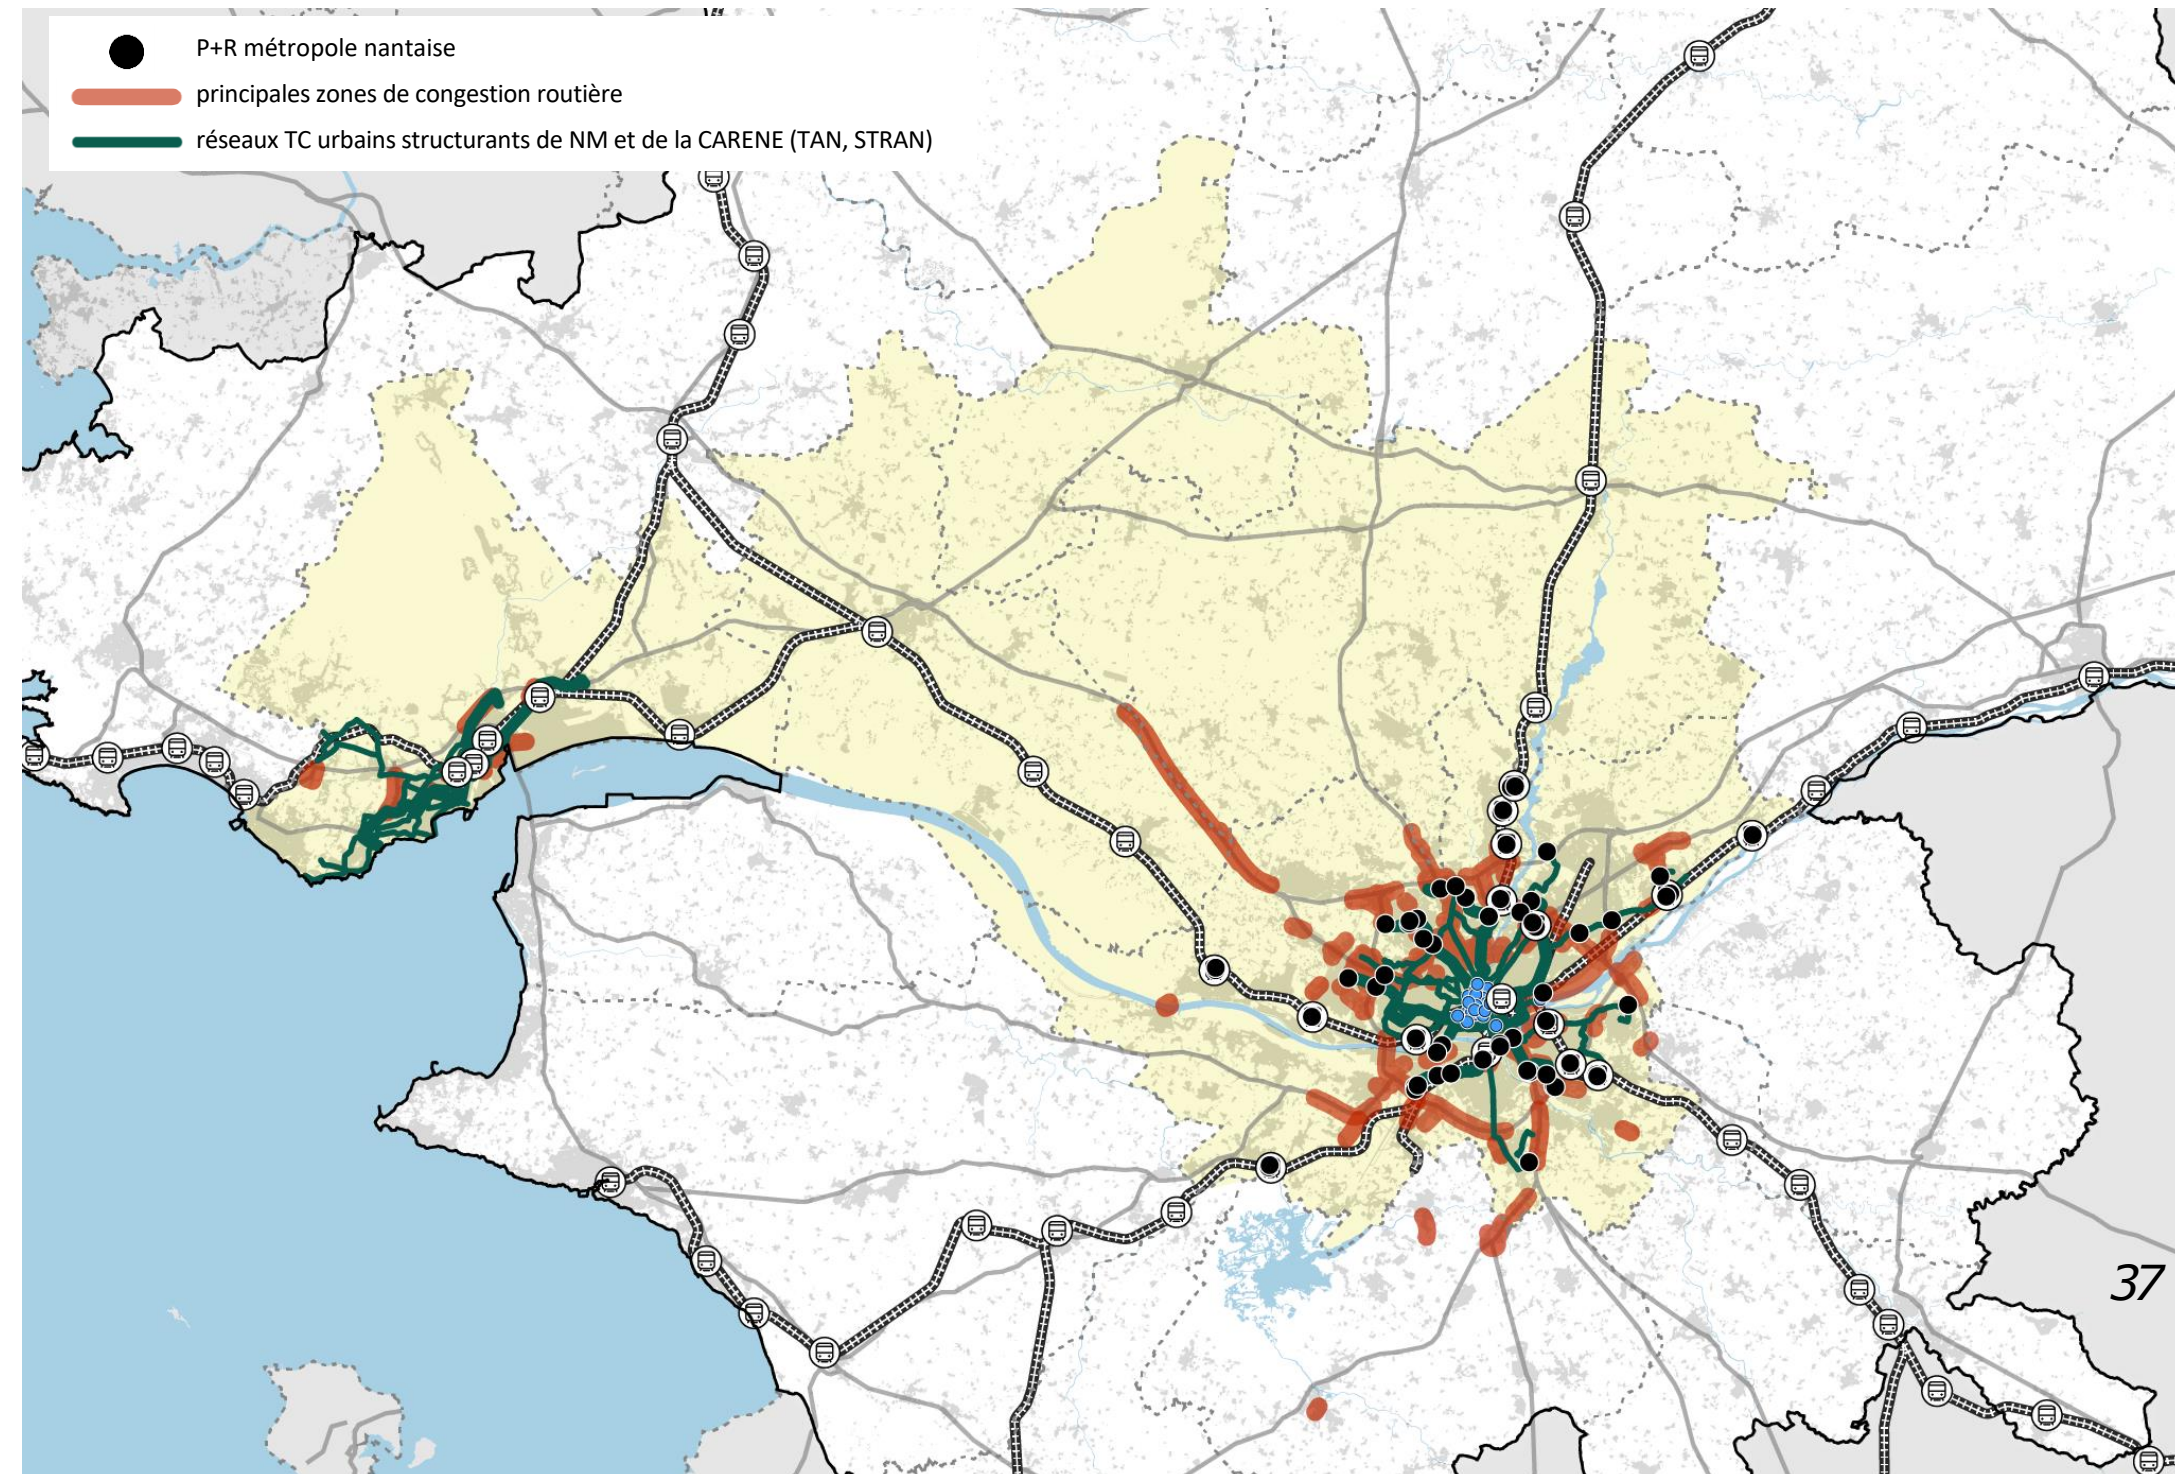 P+R métropole nantaise
principales zones de congestion routière
réseaux TC urbains structurants de NM et de la CARENE (TAN, STRAN)
37